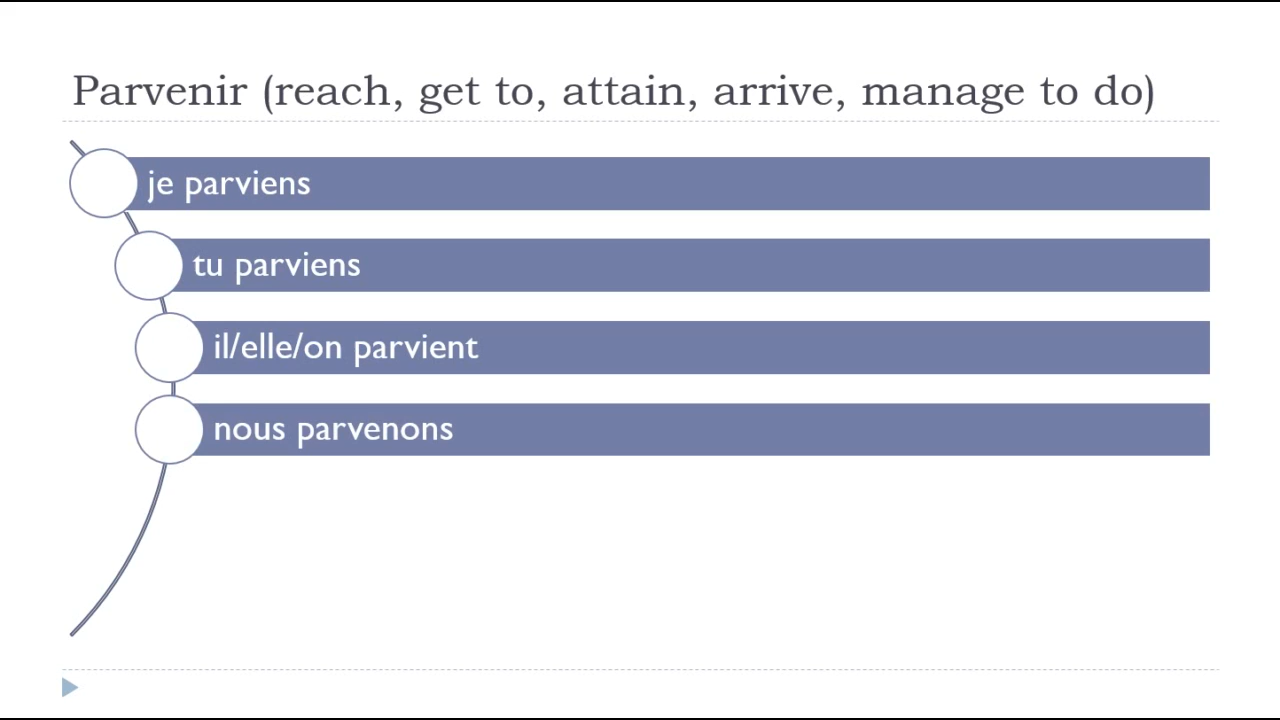 Parvenir (reach, get to, attain, arrive, manage to do)
je parviens
tu parviens
il/elle/on parvient
nous parvenons